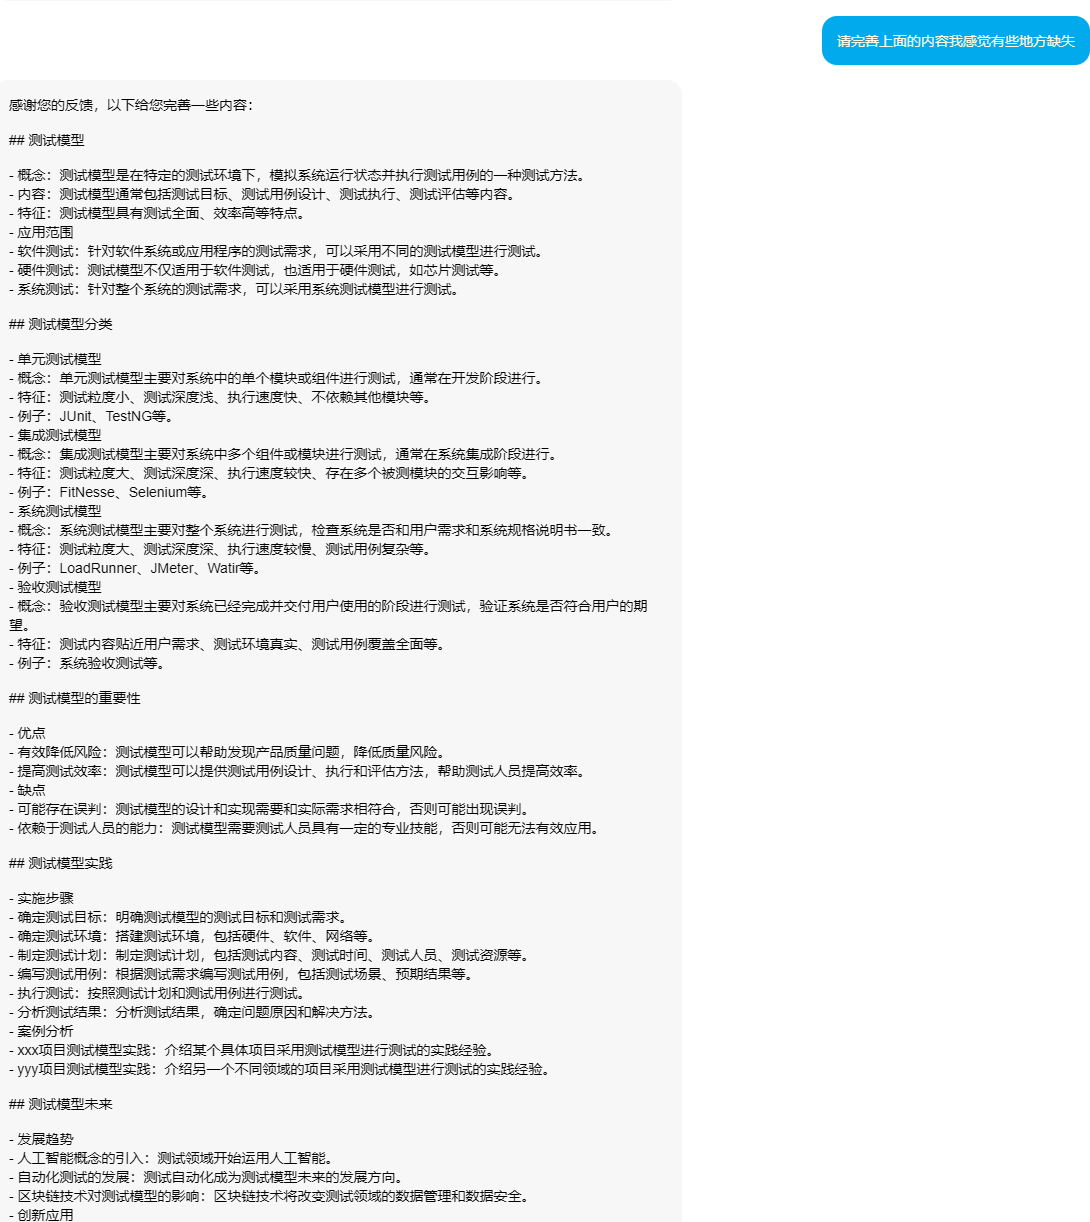 请完善上面的内容我感觉有些地方缺失
感谢您的反馈，以下给您完善一些内容：
## 测试模型
- 概念：测试模型是在特定的测试环境下，模拟系统运行状态并执行测试用例的一种测试方法。
- 内容：测试模型通常包括测试目标、测试用例设计、测试执行、测试评估等内容。
- 特征：测试模型具有测试全面、效率高等特点。
- 应用范围
- 软件测试：针对软件系统或应用程序的测试需求，可以采用不同的测试模型进行测试。
- 硬件测试：测试模型不仅适用于软件测试，也适用于硬件测试，如芯片测试等。
- 系统测试：针对整个系统的测试需求，可以采用系统测试模型进行测试。
## 测试模型分类
- 单元测试模型
- 概念：单元测试模型主要对系统中的单个模块或组件进行测试，通常在开发阶段进行。
- 特征：测试粒度小、测试深度浅、执行速度快、不依赖其他模块等。
- 例子：JUnit、TestNG等。
- 集成测试模型
- 概念：集成测试模型主要对系统中多个组件或模块进行测试，通常在系统集成阶段进行。
- 特征：测试粒度大、测试深度深、执行速度较快、存在多个被测模块的交互影响等。
- 例子：FitNesse、Selenium等。
- 系统测试模型
- 概念：系统测试模型主要对整个系统进行测试，检查系统是否和用户需求和系统规格说明书一致。
- 特征：测试粒度大、测试深度深、执行速度较慢、测试用例复杂等。
- 例子：LoadRunner、JMeter、Watir等。
- 验收测试模型
- 概念：验收测试模型主要对系统已经完成并交付用户使用的阶段进行测试，验证系统是否符合用户的期
望。
- 特征：测试内容贴近用户需求、测试环境真实、测试用例覆盖全面等。
- 例子：系统验收测试等。
## 测试模型的重要性
- 优点
- 有效降低风险：测试模型可以帮助发现产品质量问题，降低质量风险。
- 提高测试效率：测试模型可以提供测试用例设计、执行和评估方法，帮助测试人员提高效率。
- 缺点
- 可能存在误判：测试模型的设计和实现需要和实际需求相符合，否则可能出现误判。
- 依赖于测试人员的能力：测试模型需要测试人员具有一定的专业技能，否则可能无法有效应用。
## 测试模型实践
- 实施步骤
- 确定测试目标：明确测试模型的测试目标和测试需求。
- 确定测试环境：搭建测试环境，包括硬件、软件、网络等。
- 制定测试计划：制定测试计划，包括测试内容、测试时间、测试人员、测试资源等。
- 编写测试用例：根据测试需求编写测试用例，包括测试场景、预期结果等。
- 执行测试：按照测试计划和测试用例进行测试。
- 分析测试结果：分析测试结果，确定问题原因和解决方法。
- 案例分析
- xxx项目测试模型实践：介绍某个具体项目采用测试模型进行测试的实践经验。
- yyy项目测试模型实践：介绍另一个不同领域的项目采用测试模型进行测试的实践经验。
## 测试模型未来
- 发展趋势
- 人工智能概念的引入：测试领域开始运用人工智能。
- 自动化测试的发展：测试自动化成为测试模型未来的发展方向。
- 区块链技术对测试模型的影响：区块链技术将改变测试领域的数据管理和数据安全。
- 创新应用